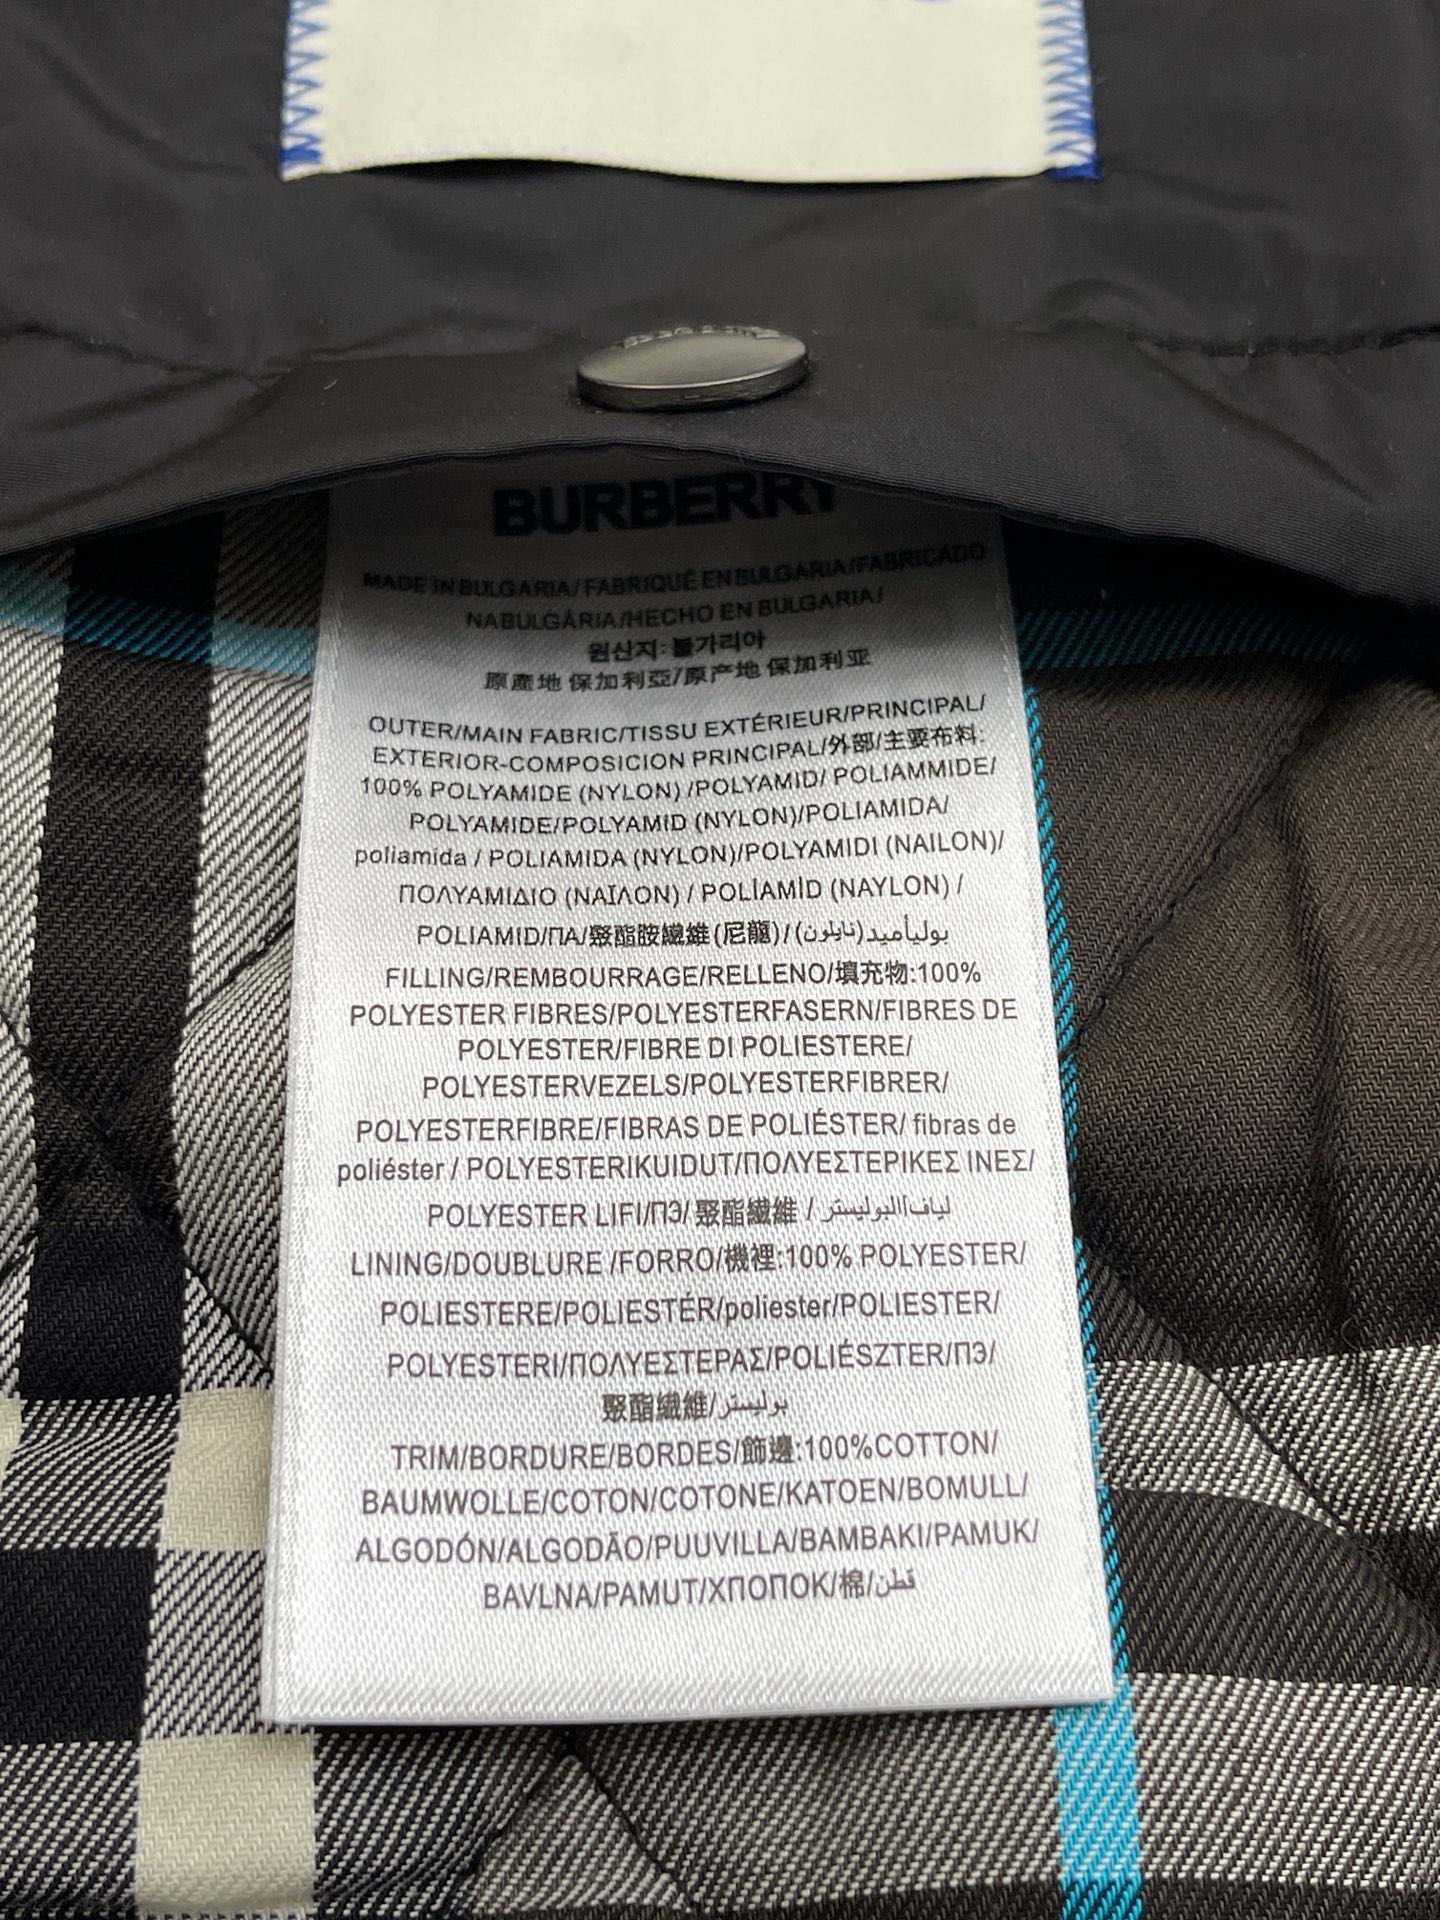 BURBERRY
MADE IN BULGARIA/ FABRIQUÉ EN BULGARIA/FABRICADO
NABULGÁRIA/HECHO EN BULGARIA/
원산지: 불가리아
原產地 保加利亞/原产地 保加利亚
OUTER/MAIN FABRIC/TISSU EXTÉRIEUR/PRINCIPAL/
EXTERIOR-COMPOSICION PRINCIPAL/外部/主要布料:
100% POLYAMIDE (NYLON) /POLYAMID/ POLIAMMIDE/
POLYAMIDE/POLYAMID (NYLON)/POLIAMIDA/
poliamida / POLIAMIDA (NYLON)/POLYAMIDI (NAILON)/
ΠΟΛΥΑΜΙΔΙΟ (ΝΑΪΛΟΝ) / POLİAMİD (NAYLON) /
POLIAMID/ПА/聚酯胺纖維(尼龍)/بوليأميد(نايلون)
FILLING/REMBOURRAGE/RELLENO/填充物:100%
POLYESTER FIBRES/POLYESTERFASERN/FIBRES DE
POLYESTER/FIBRE DI POLIESTERE/
POLYESTERVEZELS/POLYESTERFIBRER/
POLYESTERFIBRE/FIBRAS DE POLIÉSTER/ fibras de
poliéster / POLYESTERIKUIDUT/ΠΟΛΥΕΣΤΕΡΙΚΕΣ ΙΝΕΣ/
POLYESTER LIFI/ПЭ/聚酯纖維 / ليافاالبوليستر
LINING/DOUBLURE /FORRO/機裡:100% POLYESTER/
POLIESTERE/POLIESTÉR/poliester/POLIESTER/
POLYESTERI/ΠΟΛΥΕΣΤΕΡΑΣ/POLIÉSZTER/ПЭ/
聚酯纖維/بوليستر
TRIM/BORDURE/BORDES/飾邊:100%COTTON/
BAUMWOLLE/COTON/COTONE/KATOEN/BOMULL/
ALGODÓN/ALGODÃO/PUUVILLA/BAMBAKI/PAMUK/
BAVLNA/PAMUT/ХПОПОК/棉/قطن